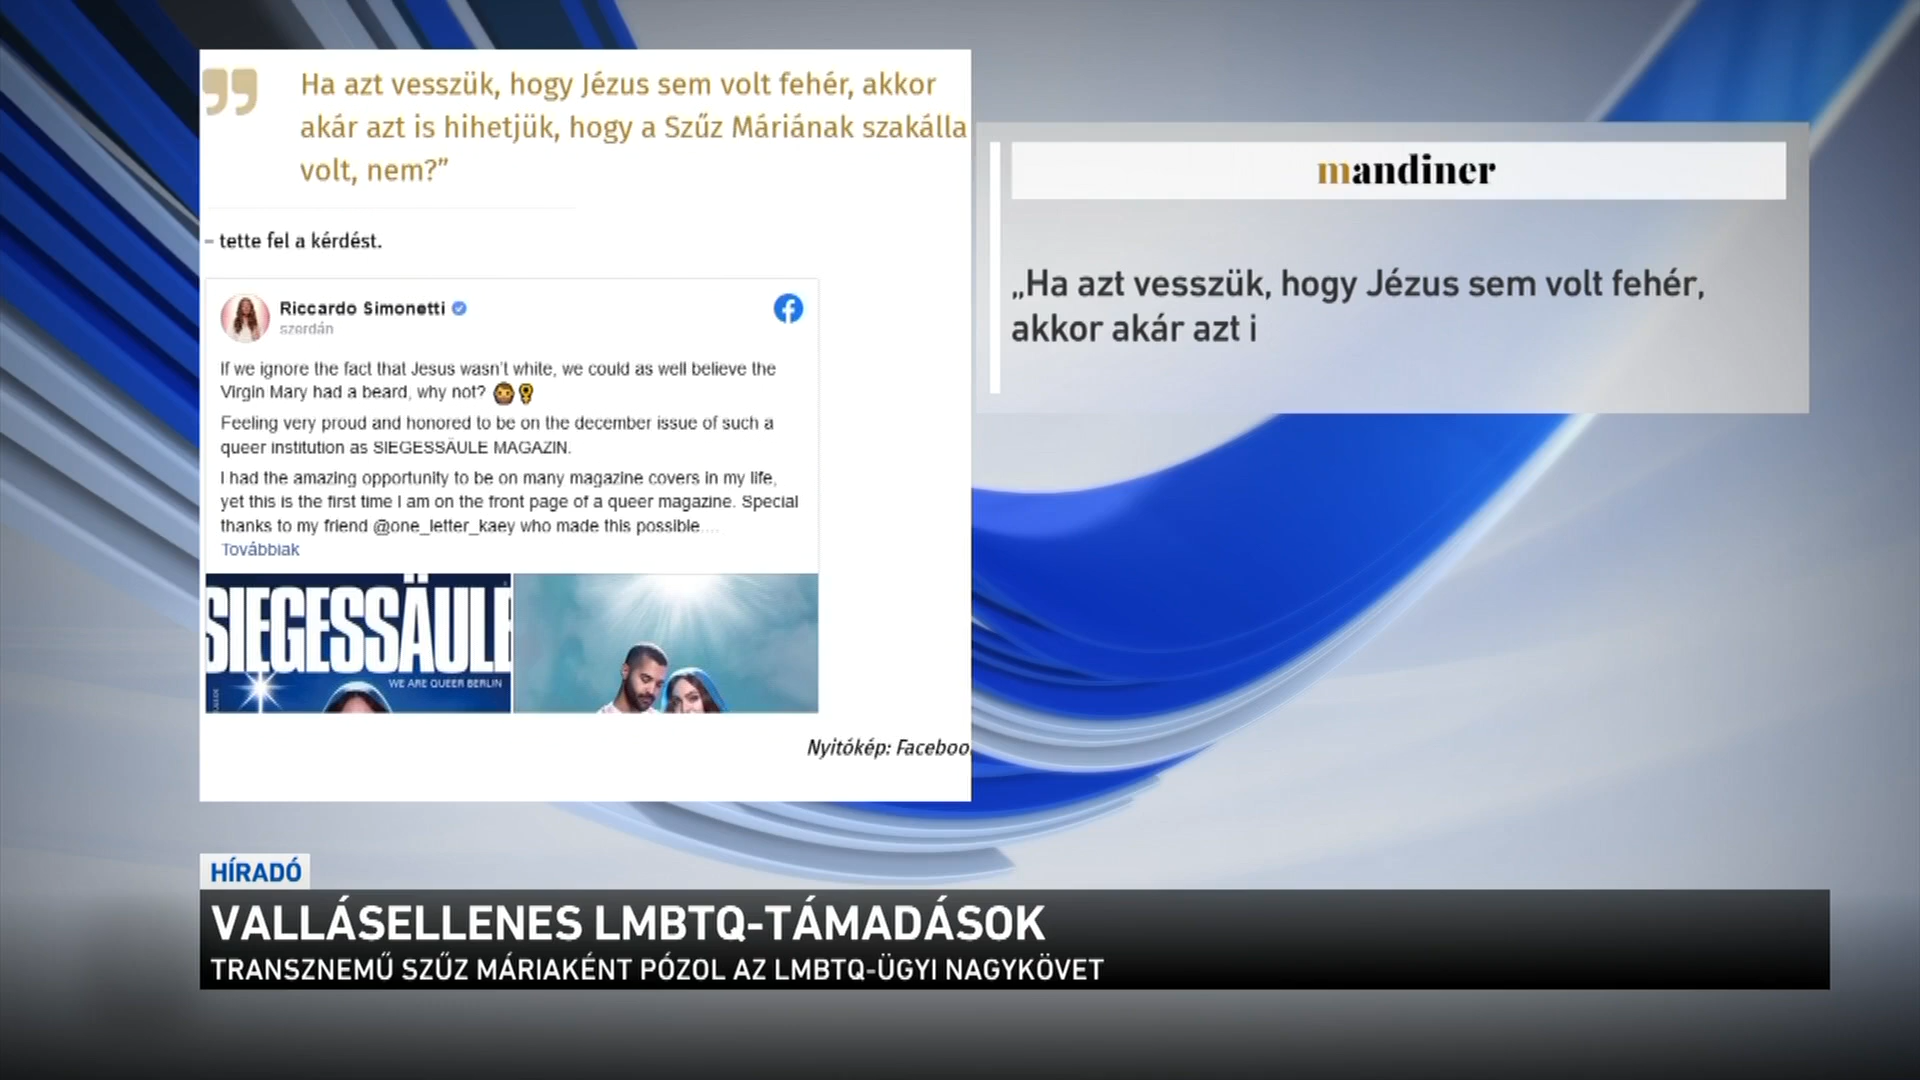 Ha azt vesszük, hogy Jézus sem volt fehér, akkor
akár azt is hihetjük, hogy a Szűz Máriának szakálla
volt, nem?”
– tette fel a kérdést.
Riccardo Simonetti
szerdán
If we ignore the fact that Jesus wasn't white, we could as well believe the
Virgin Mary had a beard, why not?
Feeling very proud and honored to be on the december issue of such a
queer institution as SIEGESSÄULE MAGAZIN.
I had the amazing opportunity to be on many magazine covers in my life,
yet this is the first time I am on the front page of a queer magazine. Special
thanks to my friend @one_letter_kaey who made this possible....
Továbbiak
SIEGESSÄULE
WE ARE QUEER BERLIN
Nyitókép: Faceboo
mandiner
„Ha azt vesszük, hogy Jézus sem volt fehér,
akkor akár azt i
HÍRADÓ
VALLÁSELLENES LMBTQ-TÁMADÁSOK
TRANSZNEMŰ SZŰZ MÁRIAKÉNT PÓZOL AZ LMBTQ-ÜGYI NAGYKÖVET